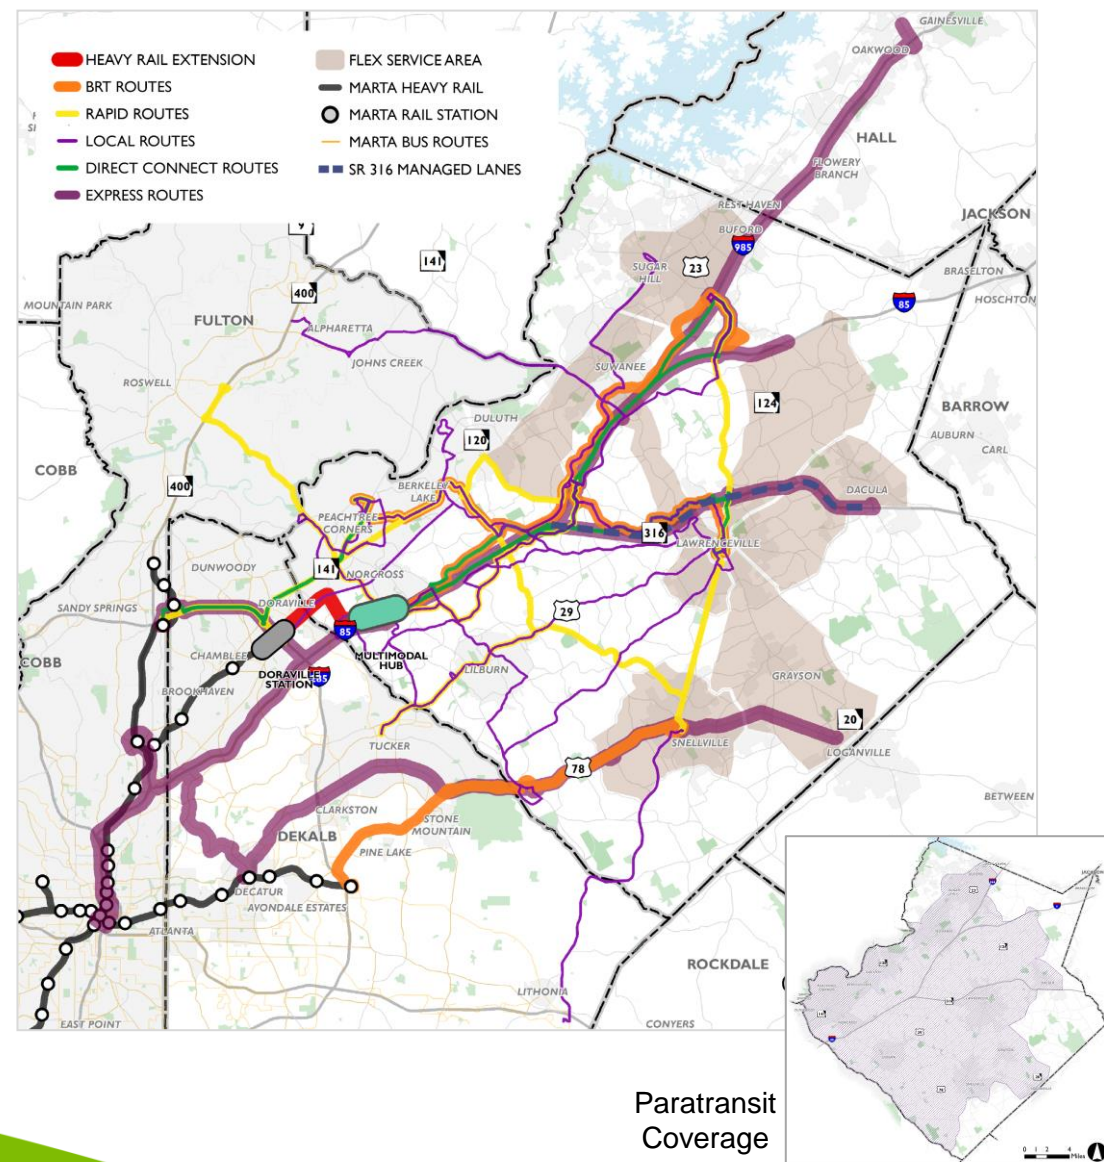 GAINESVILLE
OAKWOOD
HEAVY RAIL EXTENSION
BRT ROUTES
RAPID ROUTES
LOCAL ROUTES
DIRECT CONNECT ROUTES
EXPRESS ROUTES
FLEX SERVICE AREA
MARTA HEAVY RAIL
MARTA RAIL STATION
MARTA BUS ROUTES
SR 316 MANAGED LANES
HALL
FLOWERY
BRANCH
REST HAVEN
BUFORD
JACKSON
9
141
985
BRASELTON
SUGAR
HILL
23
HOSCHTON
400
85
MOUNTAIN PARK
FULTON
ALPHARETTA
JOHNS CREEK
ROSWELL
SUWANEE
124
BARROW
DULUTH
120
AUBURN
CARL
COBB
400
BERKELEY
LAKE
DACULA
PEACHTREE
CORNERS
316
LAWRENCEVILLE
DUNWOODY
141
NORCROSS
SANDY SPRINGS
DORAVILLE
29
85
CHAMBLEE
MULTIMODAL
HUB
COBB
DORAVILLE
STATION
LILBURN
GRAYSON
BROOKHAVEN
20
TUCKER
SNELLVILLE
LOGANVILLE
78
BETWEEN
CLARKSTON
STONE
MOUNTAIN
DEKALB
PINE LAKE
DECATUR
AVONDALE ESTATES
ATLANTA
ROCKDALE
LITHONIA
EAST POINT
CONYERS
Paratransit
Coverage
0 1 2 4
Miles